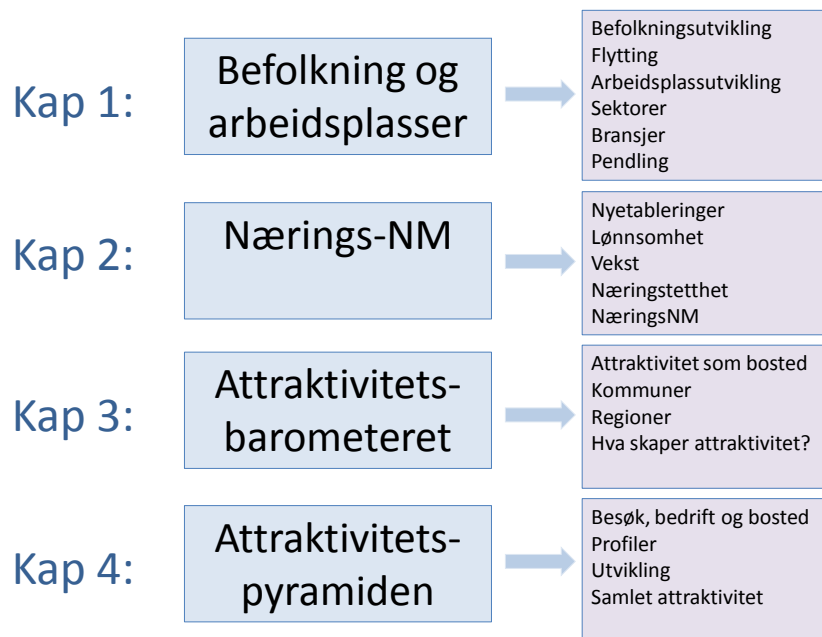 Kap 1:
Befolkning og
arbeidsplasser
Befolkningsutvikling
Flytting
Arbeidsplassutvikling
Sektorer
Bransjer
Pendling
Kap 2:
Nærings-NM
Nyetableringer
Lønnsomhet
Vekst
Næringstetthet
NæringsNM
Kap 3:
Attraktivitets-
barometeret
Attraktivitet som bosted
Kommuner
Regioner
Hva skaper attraktivitet?
Kap 4:
Attraktivitets-
pyramiden
Besøk, bedrift og bosted
Profiler
Utvikling
Samlet attraktivitet